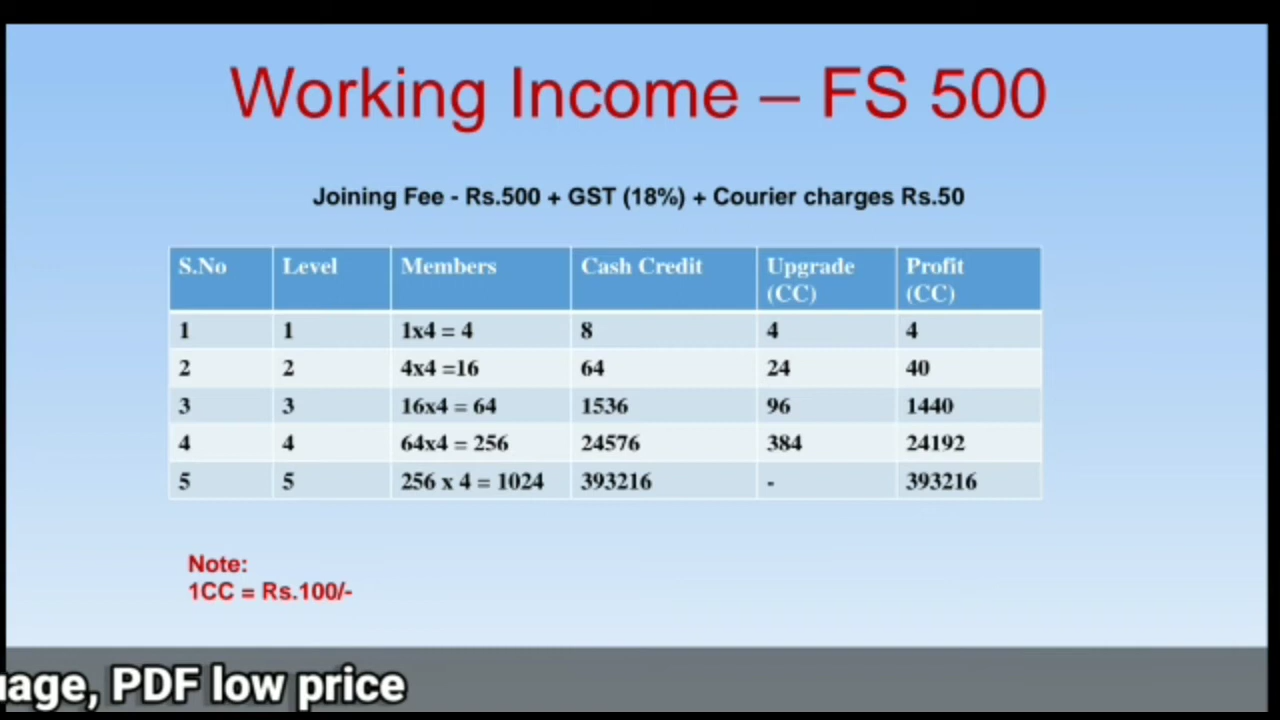 Working Income – FS 500
Joining Fee - Rs.500 + GST (18%) + Courier charges Rs.50
S.No Level Members Cash Credit Upgrade (CC) Profit (CC)
1 1 1x4 = 4 8 4 4
2 2 4x4 =16 64 24 40
3 3 16x4 = 64 1536 96 1440
4 4 64x4 = 256 24576 384 24192
5 5 256 x 4 = 1024 393216 - 393216
Note:
1CC = Rs.100/-
PDF low price